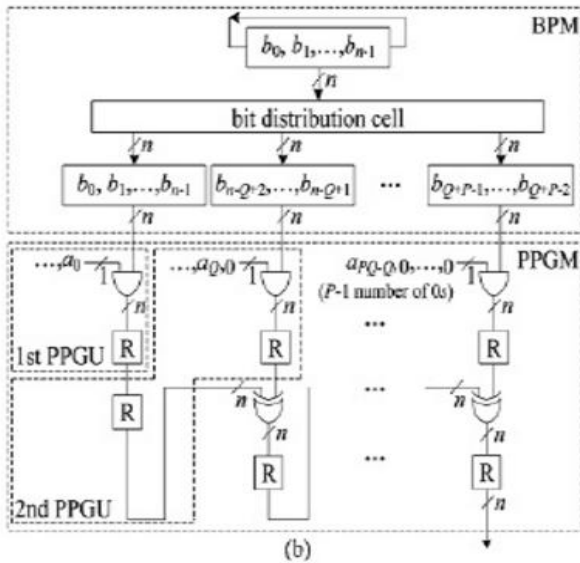 BPM
b0, b1,...,bn-1
n
bit distribution cell
n n n
b0, b1,...,bn-1 bn-Q+2,...,bn-Q+1 ... bQ+P-1,...,bQ+P-2
n n n
PPGM
...,a0 1 ...,aQ,0 1 aPQ-Q,0,...,0 1
(P-1 number of 0s)
n n n
...
1st PPGU R R R
R n ... n
n n
R ... R
2nd PPGU
n
(b)